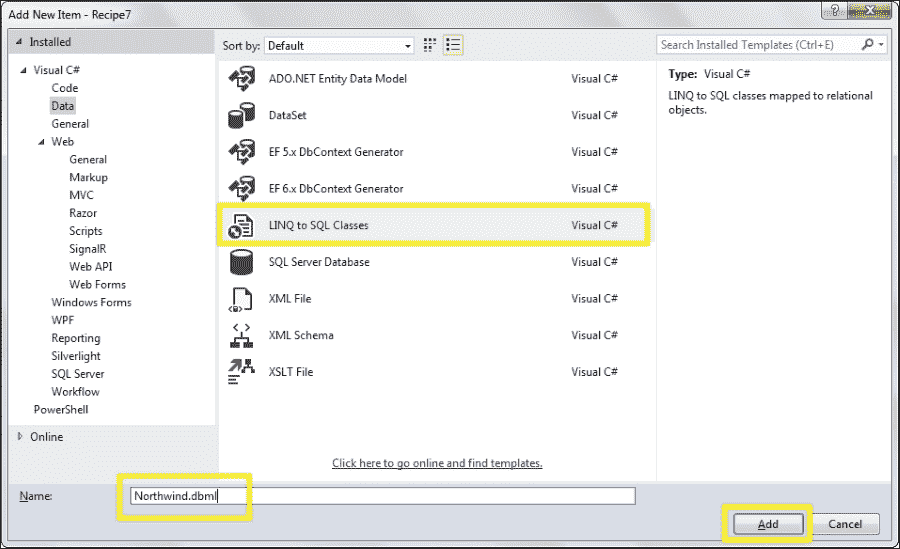 Add New Item - Recipe7
Installed
Visual C#
Code
Data
General
Web
General
Markup
MVC
Razor
Scripts
SignalR
Web API
Web Forms
Windows Forms
WPF
Reporting
Silverlight
SQL Server
Workflow
PowerShell
Online
Sort by: Default
ADO.NET Entity Data Model Visual C#
DataSet Visual C#
EF 5.x DbContext Generator Visual C#
EF 6.x DbContext Generator Visual C#
LINQ to SQL Classes Visual C#
SQL Server Database Visual C#
XML File Visual C#
XML Schema Visual C#
XSLT File Visual C#
Click here to go online and find templates.
Search Installed Templates (Ctrl+E)
Type: Visual C#
LINQ to SQL classes mapped to relational
objects.
Name: Northwind.dbml
Add Cancel